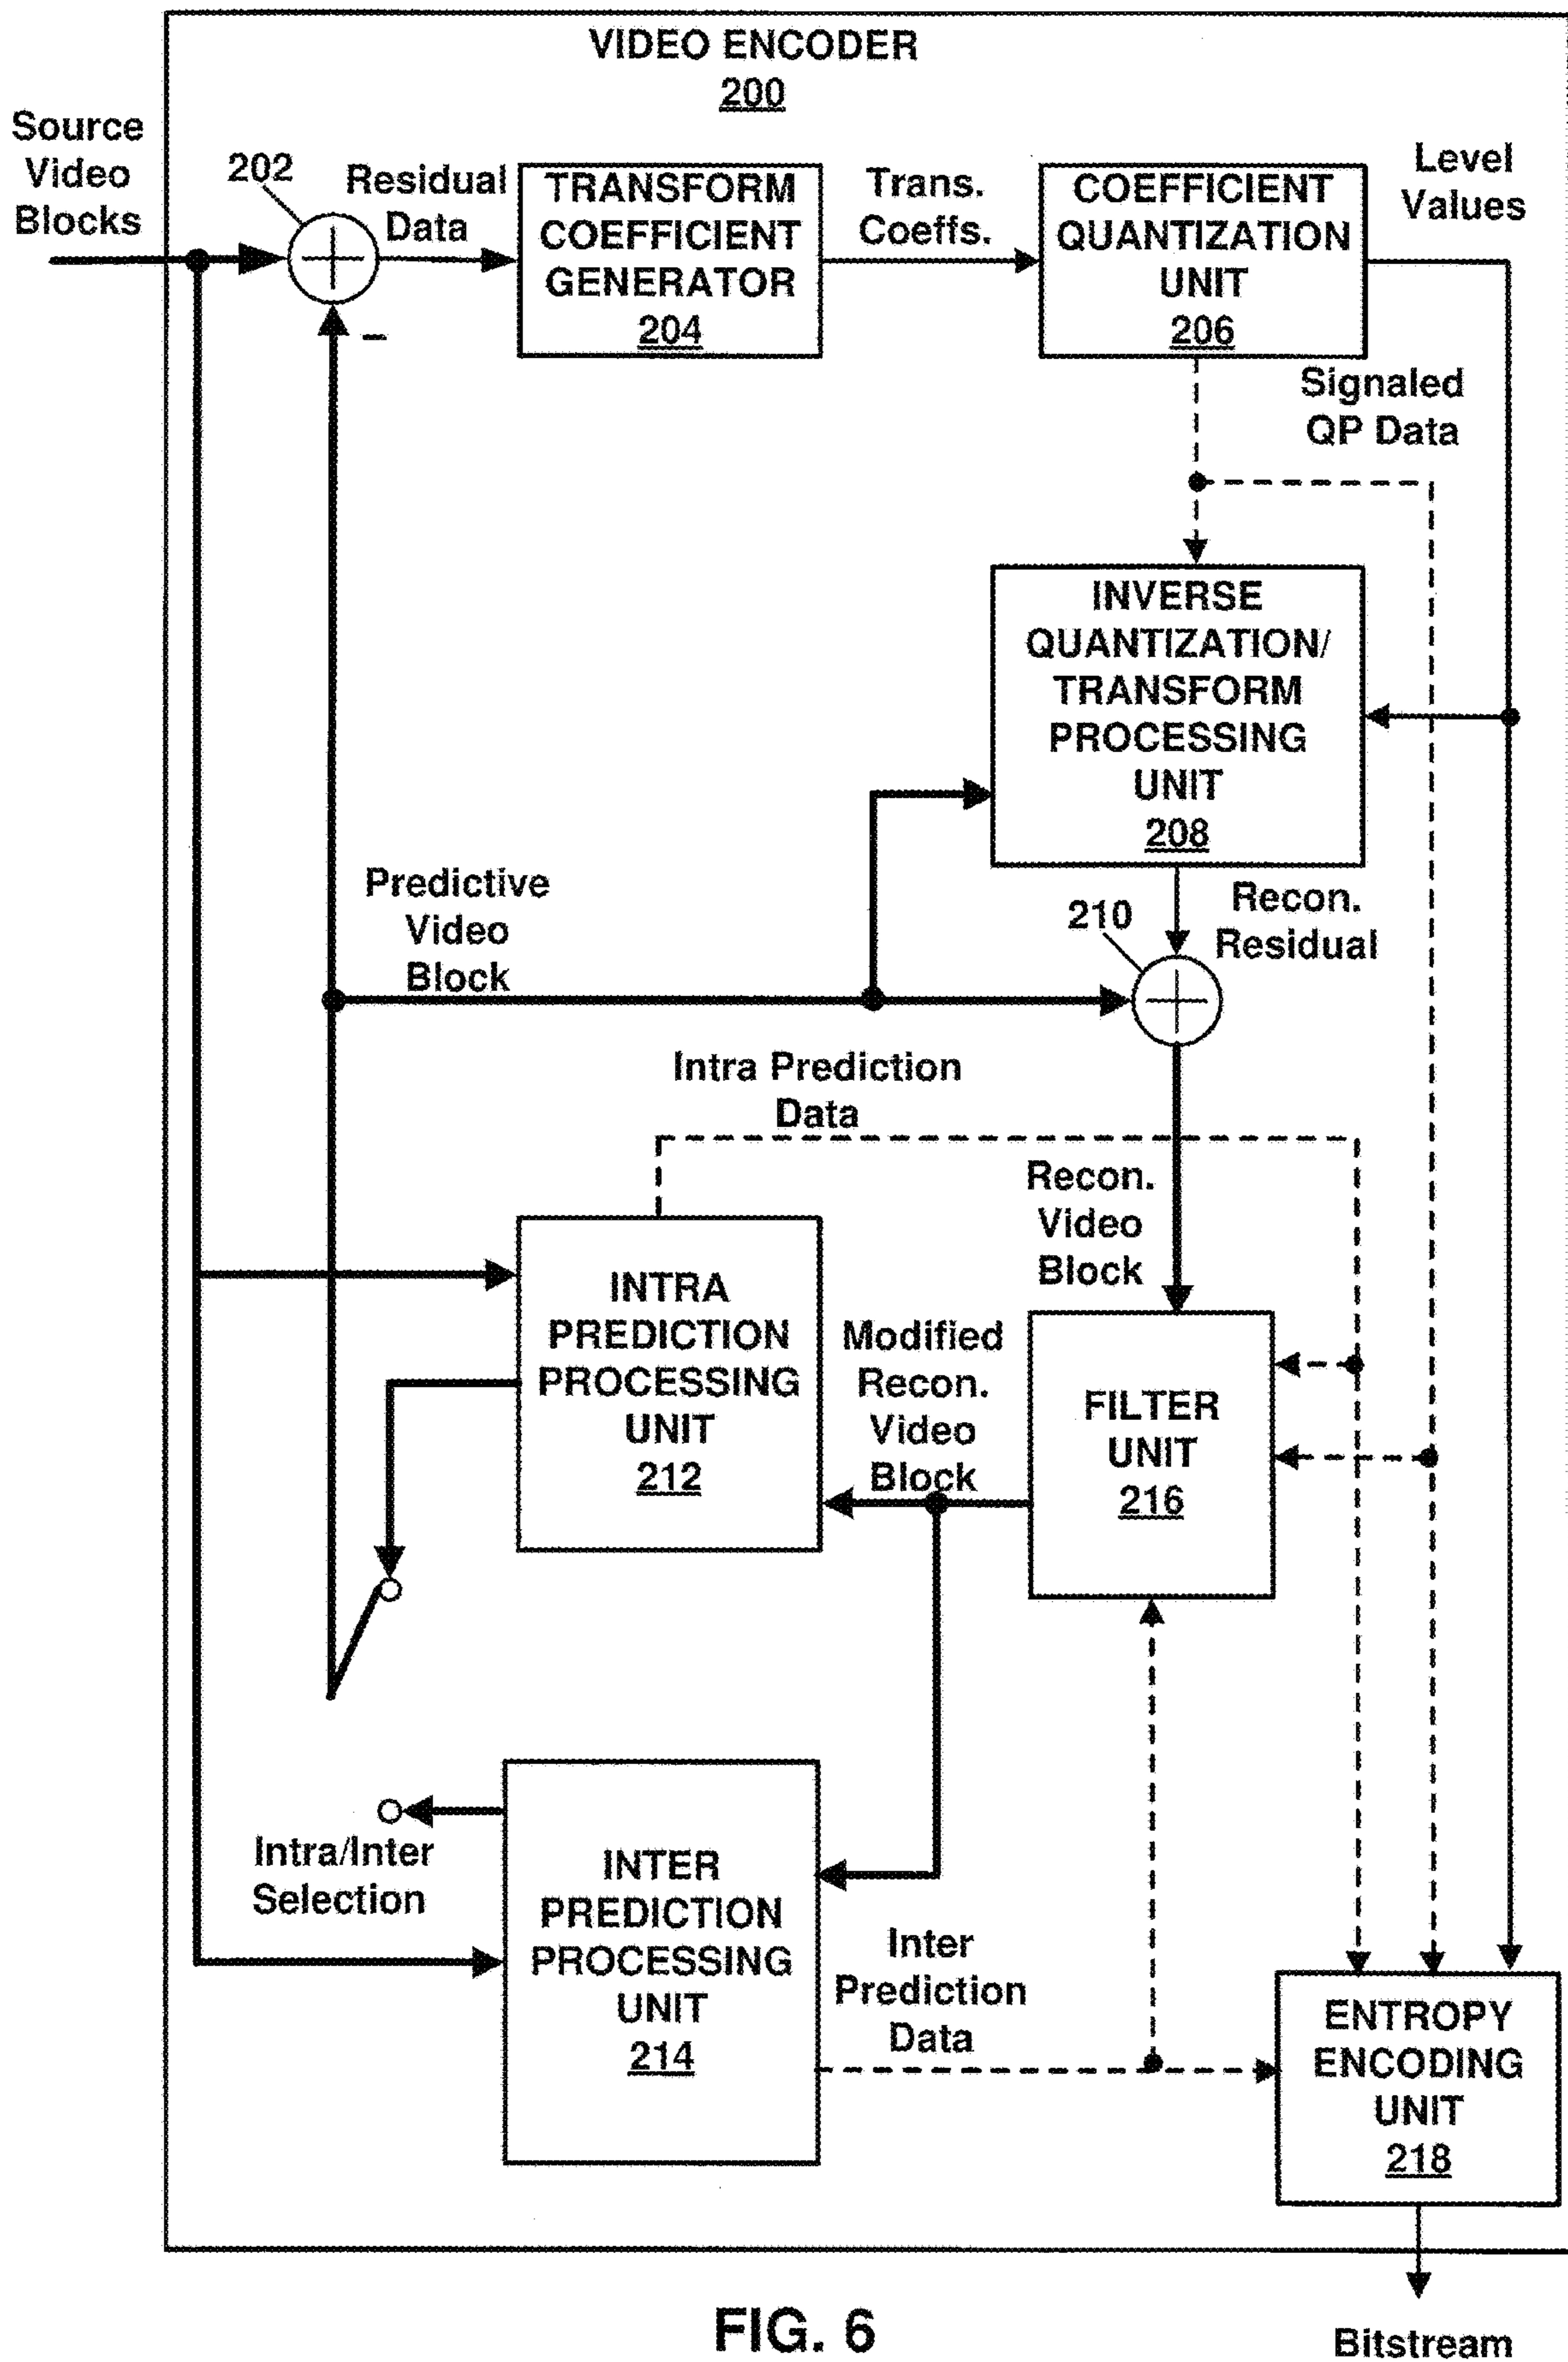 VIDEO ENCODER
200
Source
Video
Blocks
202
Residual
Data
TRANSFORM
COEFFICIENT
GENERATOR
204
Trans.
Coeffs.
COEFFICIENT
QUANTIZATION
UNIT
206
Level
Values
–
Signaled
QP Data
INVERSE
QUANTIZATION/
TRANSFORM
PROCESSING
UNIT
208
Predictive
Video
Block
210
Recon.
Residual
Intra Prediction
Data
Recon.
Video
Block
INTRA
PREDICTION
PROCESSING
UNIT
212
Modified
Recon.
Video
Block
FILTER
UNIT
216
Intra/Inter
Selection
INTER
PREDICTION
PROCESSING
UNIT
214
Inter
Prediction
Data
ENTROPY
ENCODING
UNIT
218
FIG. 6
Bitstream